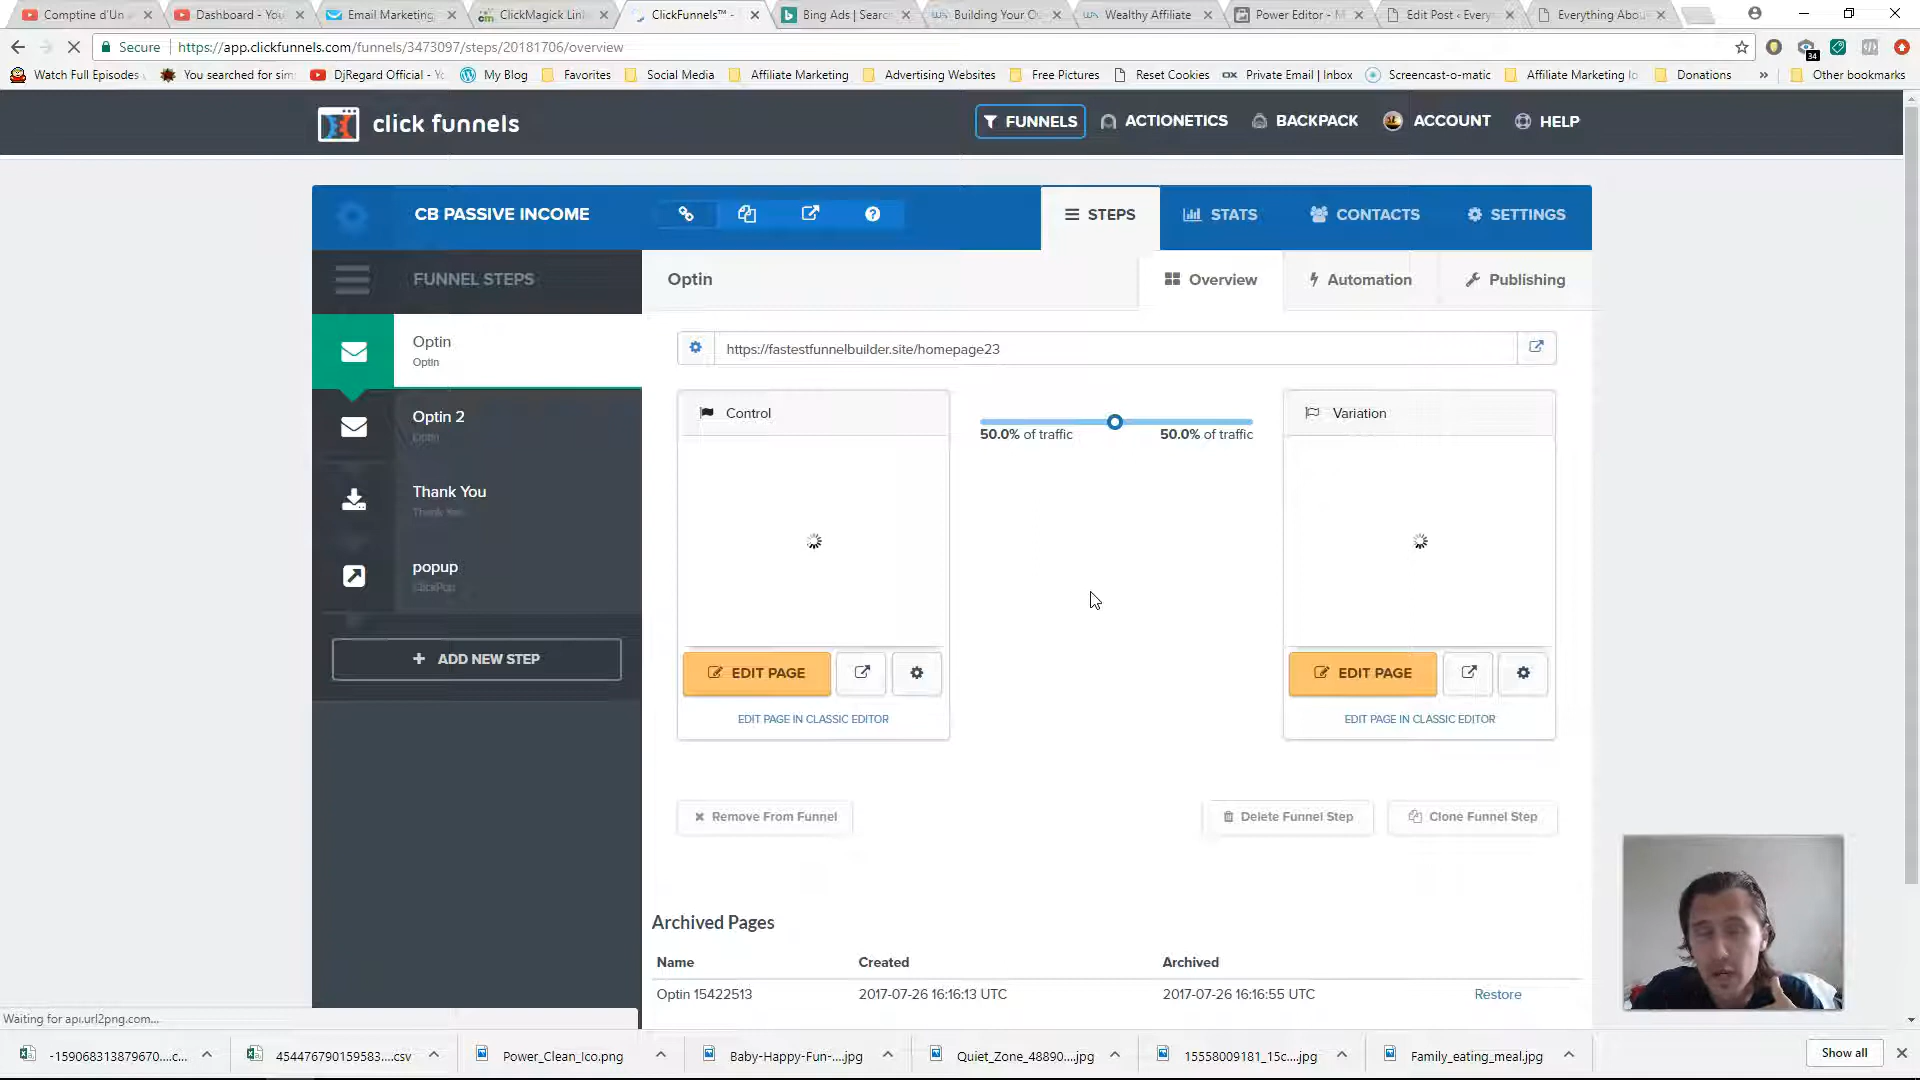 Comptine d'Un
Dashboard - You
Email Marketing,
ClickMagick Lin
ClickFunnels™ -
Bing Ads | Searc
Building Your O
Wealthy Affiliate
Power Editor - M
Edit Post ‹ Every
Everything Abou
Secure
https://app.clickfunnels.com/funnels/3473097/steps/20181706/overview
34
Watch Full Episodes
You searched for sim
DjRegard Official - Yo
My Blog
Favorites
Social Media
Affiliate Marketing
Advertising Websites
Free Pictures
Reset Cookies
Private Email | Inbox
Screencast-o-matic
Affiliate Marketing Io
Donations
»
Other bookmarks
click funnels
FUNNELS
ACTIONETICS
BACKPACK
ACCOUNT
HELP
CB PASSIVE INCOME
STEPS
STATS
CONTACTS
SETTINGS
FUNNEL STEPS
Optin
Overview
Automation
Publishing
Optin
Optin
https://fastestfunnelbuilder.site/homepage23
Optin 2
Optin
Control
50.0% of traffic
50.0% of traffic
Variation
Thank You
Thank You
popup
ClickPop
ADD NEW STEP
EDIT PAGE
EDIT PAGE
EDIT PAGE IN CLASSIC EDITOR
EDIT PAGE IN CLASSIC EDITOR
Remove From Funnel
Delete Funnel Step
Clone Funnel Step
Archived Pages
Name
Created
Archived
Optin 15422513
2017-07-26 16:16:13 UTC
2017-07-26 16:16:55 UTC
Restore
Waiting for api.url2png.com...
-159068313879670....c...
454476790159583....csv
Power_Clean_Ico.png
Baby-Happy-Fun-...jpg
Quiet_Zone_48890....jpg
15558009181_15c...jpg
Family_eating_meal.jpg
Show all